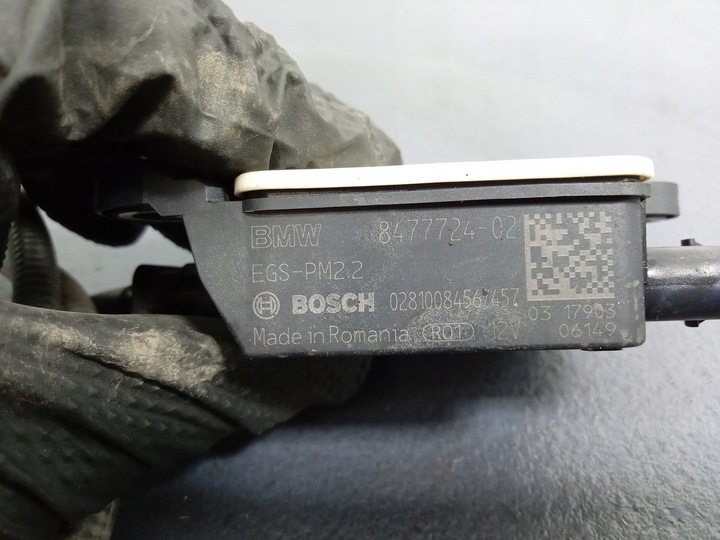 BMW 8477724-02
EGS-PM2.2
BOSCH 0281008456/457
03 17903
Made in Romania R01 12V 06149